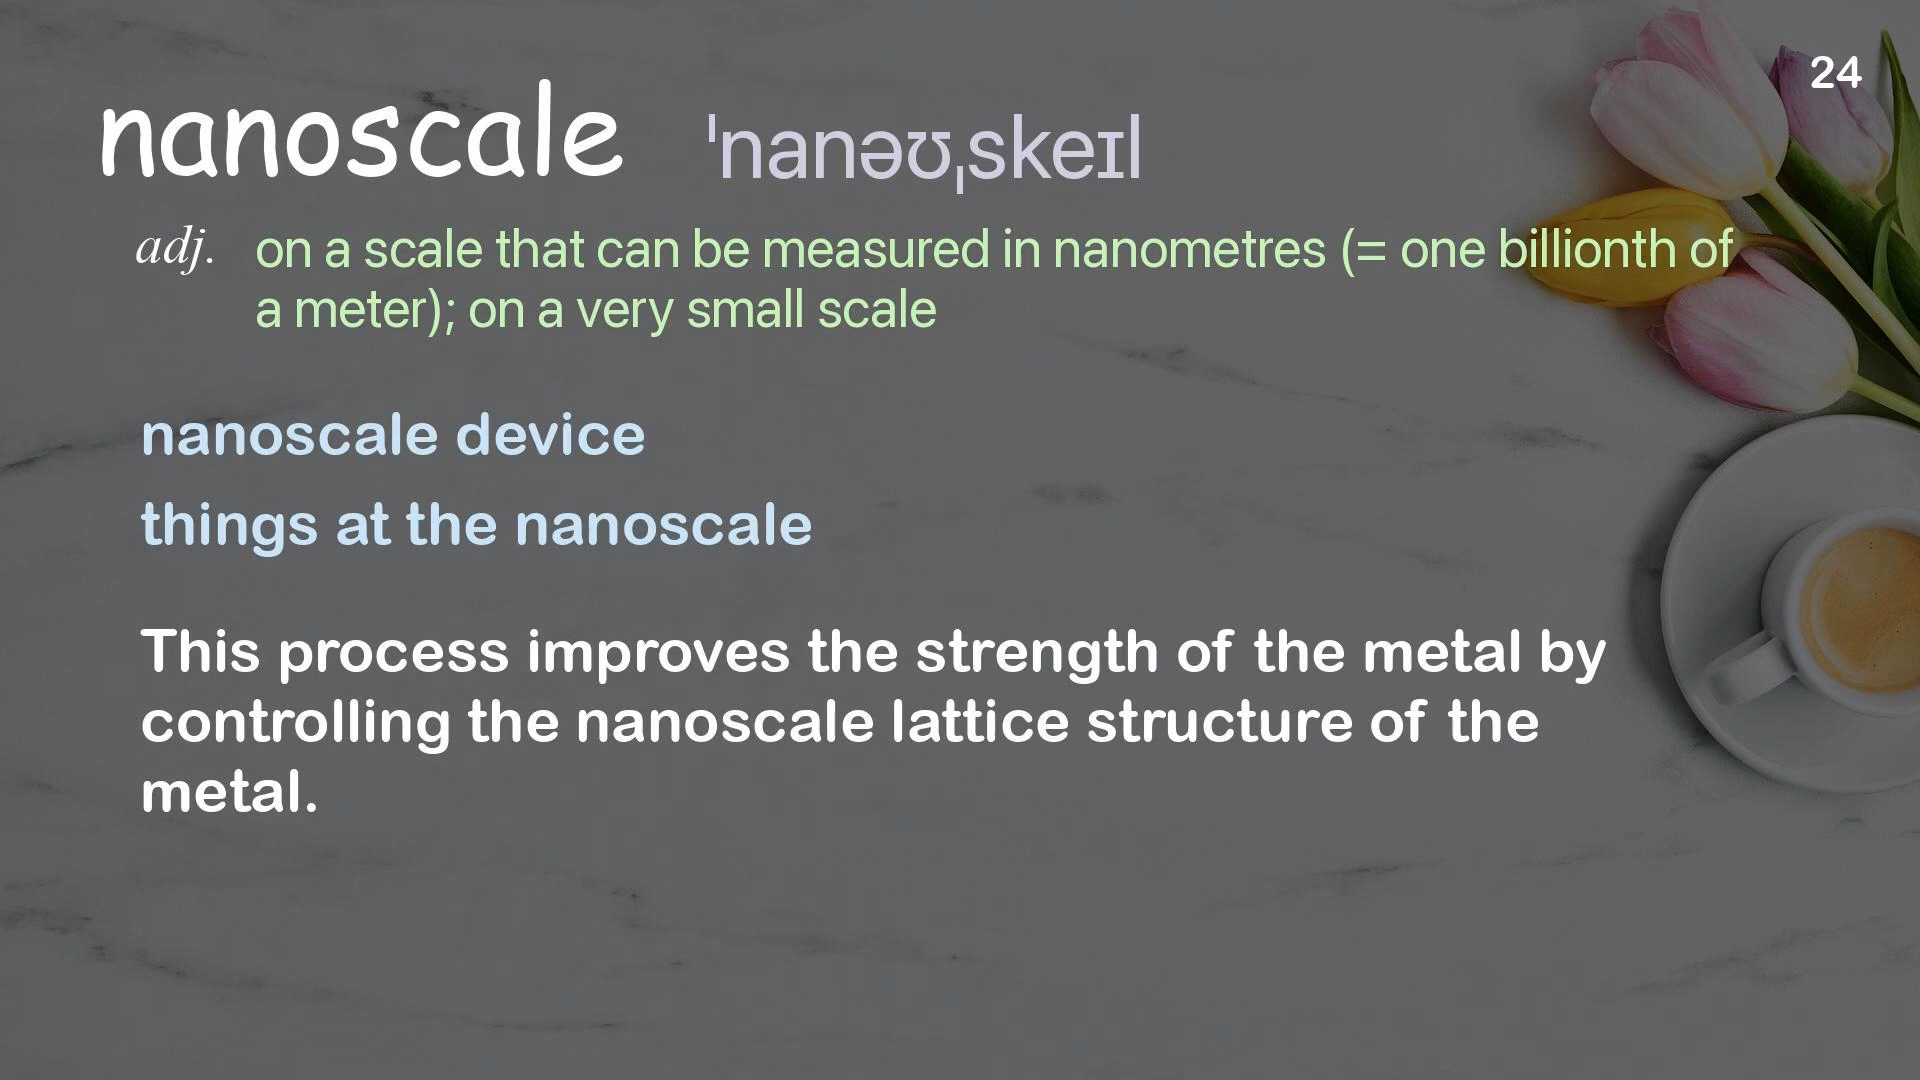 24
nanoscale ˈnanəʊˌskeɪl
adj. on a scale that can be measured in nanometres (= one billionth of
a meter); on a very small scale
nanoscale device
things at the nanoscale
This process improves the strength of the metal by
controlling the nanoscale lattice structure of the
metal.